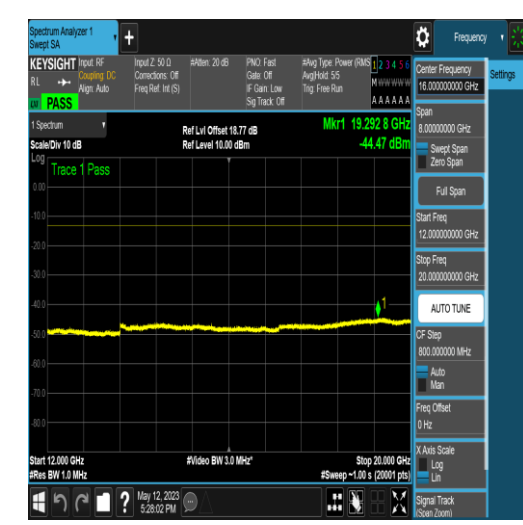 Spectrum Analyzer 1
Swept SA
Frequency
KEYSIGHT
RL
PASS
Input: RF
Coupling: DC
Align: Auto
Input Z: 50 Ω
Corrections: Off
Freq Ref: Int (S)
#Atten: 20 dB
PNO: Fast
Gate: Off
IF Gain: Low
Sig Track: Off
#Avg Type: Power (RMS
Avg|Hold: 5/5
Trig: Free Run
1 2 3 4 5 6
M w w w w w
A A A A A A
1 Spectrum
Scale/Div 10 dB
Ref Lvl Offset 18.77 dB
Ref Level 10.00 dBm
Mkr1 19.292 8 GHz
-44.47 dBm
Log
Trace 1 Pass
0.00
-10.0
-20.0
-30.0
-40.0
-50.0
-60.0
-70.0
-80.0
1
Start 12.000 GHz
#Res BW 1.0 MHz
#Video BW 3.0 MHz*
Stop 20.000 GHz
#Sweep ~1.00 s (20001 pts)
May 12, 2023
5:28:02 PM
Center Frequency
16.000000000 GHz
Settings
Span
8.00000000 GHz
Swept Span
Zero Span
Full Span
Start Freq
12.000000000 GHz
Stop Freq
20.000000000 GHz
AUTO TUNE
CF Step
800.000000 MHz
Auto
Man
Freq Offset
0 Hz
X Axis Scale
Log
Lin
Signal Track
(Span Zoom)